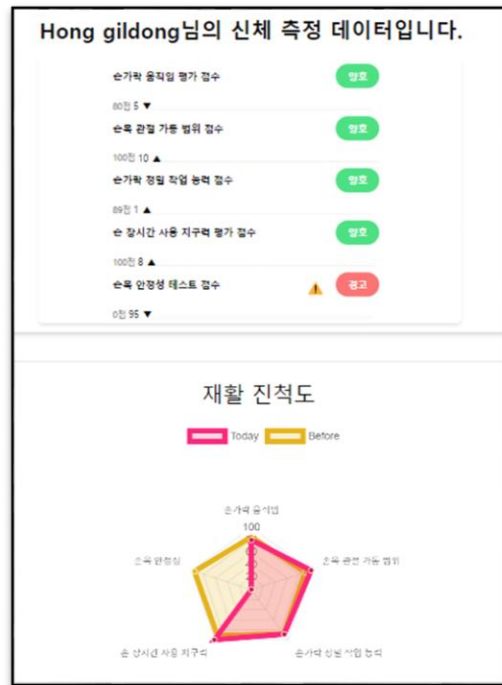 Hong gildong님의 신체 측정 데이터입니다.
손가락 움직임 평가 점수
양호
80점 5 ▼
손목 관절 가동 범위 점수
양호
100점 10 ▲
손가락 정밀 작업 능력 점수
양호
89점 1 ▲
손 장시간 사용 지구력 평가 점수
양호
100점 8 ▲
손목 안정성 테스트 점수
경고
0점 95 ▼
재활 진척도
Today Before
손가락 움직임
100
손목 안정성
손목 관절 가동 범위
손 장시간 사용 지구력
손가락 정밀 작업 능력